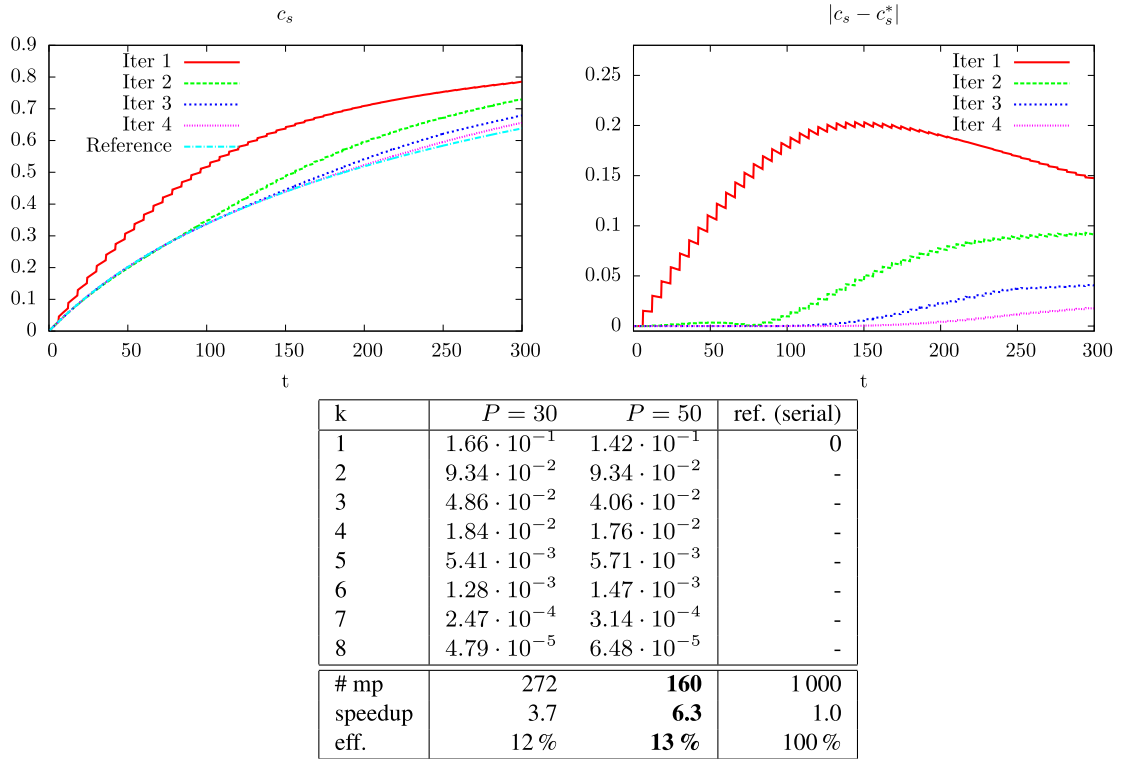 c_s
0.9
0.8
0.7
0.6
0.5
0.4
0.3
0.2
0.1
0
Iter 1
Iter 2
Iter 3
Iter 4
Reference
0 50 100 150 200 250 300
t
|c_s − c_s^*|
0.25
0.2
0.15
0.1
0.05
0
Iter 1
Iter 2
Iter 3
Iter 4
0 50 100 150 200 250 300
t
k P = 30 P = 50 ref. (serial)
1 1.66 · 10^−1 1.42 · 10^−1 0
2 9.34 · 10^−2 9.34 · 10^−2 -
3 4.86 · 10^−2 4.06 · 10^−2 -
4 1.84 · 10^−2 1.76 · 10^−2 -
5 5.41 · 10^−3 5.71 · 10^−3 -
6 1.28 · 10^−3 1.47 · 10^−3 -
7 2.47 · 10^−4 3.14 · 10^−4 -
8 4.79 · 10^−5 6.48 · 10^−5 -
# mp 272 160 1 000
speedup 3.7 6.3 1.0
eff. 12 % 13 % 100 %